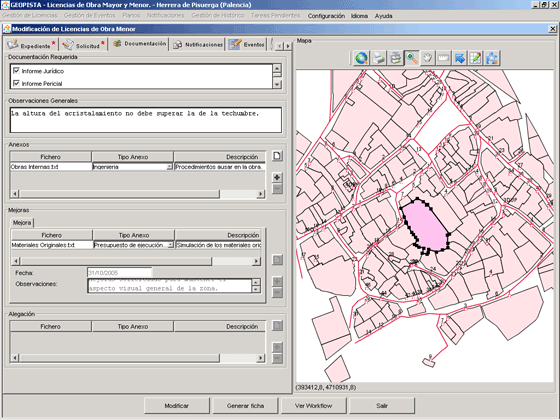 GEOPISTA - Licencias de Obra Mayor y Menor. - Herrera de Pisuerga (Palencia)
Gestión de Licencias Gestión de Eventos Planos Gestión de Histórico Tareas Pendientes Configuración Idioma Ayuda
Modificación de Licencias de Obra Menor
Expediente * Solicitud * Documentación Notificaciones Eventos
Mapa
Documentación Requerida
Informe Jurídico
Informe Pericial
Observaciones Generales
La altura del acristalamiento no debe superar la de la techumbre.
Anexos
Fichero Tipo Anexo Descripción
Obras Internas.txt Ingenieria Procedimientos ausar en la obra.
Mejoras
Mejora
Fichero Tipo Anexo Descripción
Materiales Originales.txt Presupuesto de ejecución... Simulación de los materiales orig
Fecha: 31/10/2005
Observaciones:
aspecto visual general de la zona.
Alegación
Fichero Tipo Anexo Descripción
(393412,8, 4710931,8)
Modificar Generar ficha Ver Workflow Salir